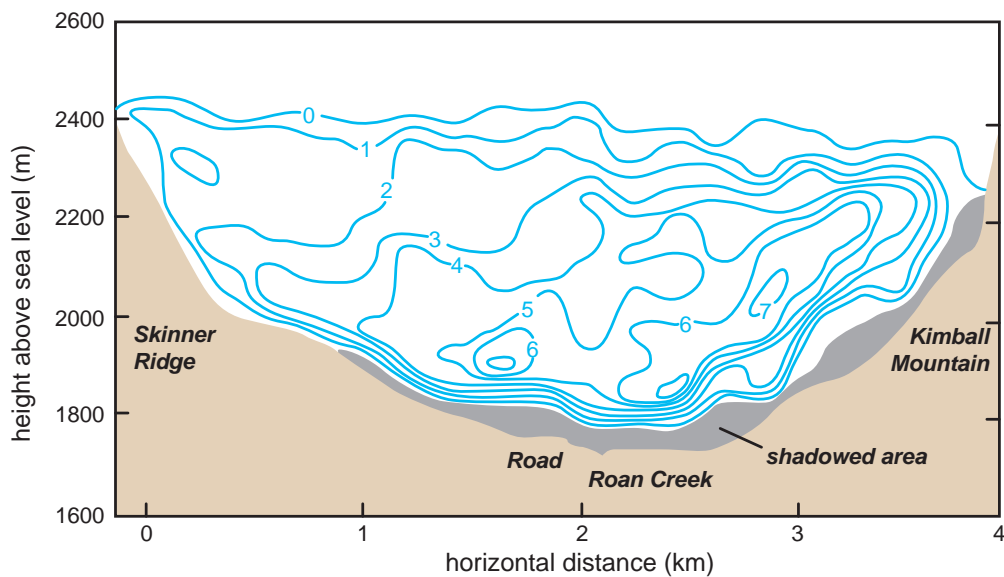 2600
2400
2200
2000
1800
1600
height above sea level (m)
0
1
2
3
4
5
6
6
7
Skinner
Ridge
Kimball
Mountain
Road
Roan Creek
shadowed area
0
1
2
3
4
horizontal distance (km)